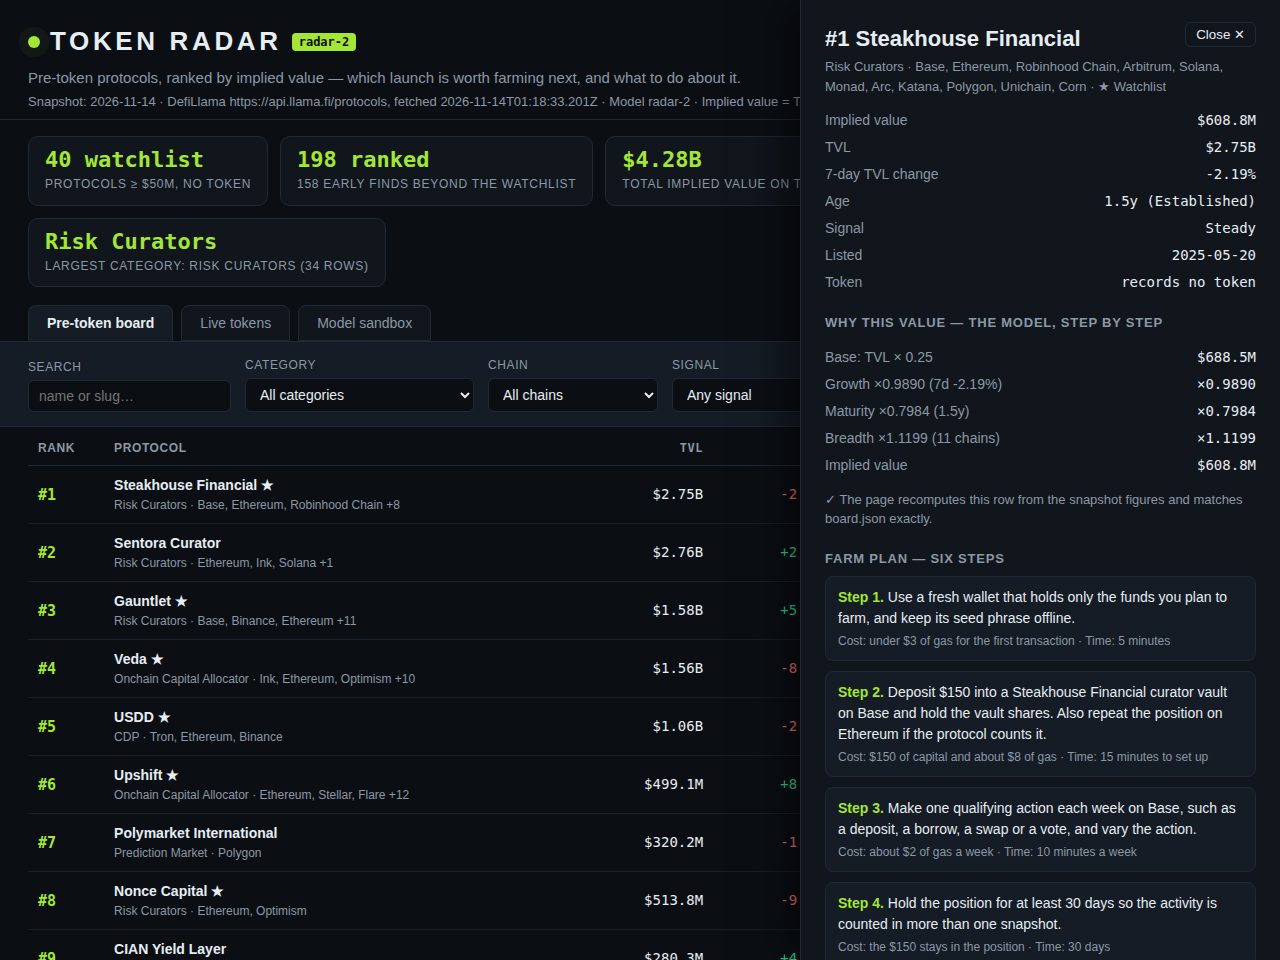 TOKEN RADAR radar-2
Pre-token protocols, ranked by implied value — which launch is worth farming next, and what to do about it.
Snapshot: 2026-11-14 · DefiLlama https://api.llama.fi/protocols, fetched 2026-11-14T01:18:33.201Z · Model radar-2 · Implied value = T
40 watchlist
PROTOCOLS ≥ $50M, NO TOKEN
198 ranked
158 EARLY FINDS BEYOND THE WATCHLIST
$4.28B
TOTAL IMPLIED VALUE ON T
Risk Curators
LARGEST CATEGORY: RISK CURATORS (34 ROWS)
Pre-token board
Live tokens
Model sandbox
SEARCH
name or slug…
CATEGORY
All categories
CHAIN
All chains
SIGNAL
Any signal
RANK PROTOCOL TVL
#1 Steakhouse Financial ★ $2.75B -2
Risk Curators · Base, Ethereum, Robinhood Chain +8
#2 Sentora Curator $2.76B +2
Risk Curators · Ethereum, Ink, Solana +1
#3 Gauntlet ★ $1.58B +5
Risk Curators · Base, Binance, Ethereum +11
#4 Veda ★ $1.56B -8
Onchain Capital Allocator · Ink, Ethereum, Optimism +10
#5 USDD ★ $1.06B -2
CDP · Tron, Ethereum, Binance
#6 Upshift ★ $499.1M +8
Onchain Capital Allocator · Ethereum, Stellar, Flare +12
#7 Polymarket International $320.2M -1
Prediction Market · Polygon
#8 Nonce Capital ★ $513.8M -9
Risk Curators · Ethereum, Optimism
#9 CIAN Yield Layer $280.3M +4
#1 Steakhouse Financial
Close ✕
Risk Curators · Base, Ethereum, Robinhood Chain, Arbitrum, Solana,
Monad, Arc, Katana, Polygon, Unichain, Corn · ★ Watchlist
Implied value $608.8M
TVL $2.75B
7-day TVL change -2.19%
Age 1.5y (Established)
Signal Steady
Listed 2025-05-20
Token records no token
WHY THIS VALUE — THE MODEL, STEP BY STEP
Base: TVL × 0.25 $688.5M
Growth ×0.9890 (7d -2.19%) ×0.9890
Maturity ×0.7984 (1.5y) ×0.7984
Breadth ×1.1199 (11 chains) ×1.1199
Implied value $608.8M
✓ The page recomputes this row from the snapshot figures and matches
board.json exactly.
FARM PLAN — SIX STEPS
Step 1. Use a fresh wallet that holds only the funds you plan to
farm, and keep its seed phrase offline.
Cost: under $3 of gas for the first transaction · Time: 5 minutes
Step 2. Deposit $150 into a Steakhouse Financial curator vault
on Base and hold the vault shares. Also repeat the position on
Ethereum if the protocol counts it.
Cost: $150 of capital and about $8 of gas · Time: 15 minutes to set up
Step 3. Make one qualifying action each week on Base, such as
a deposit, a borrow, a swap or a vote, and vary the action.
Cost: about $2 of gas a week · Time: 10 minutes a week
Step 4. Hold the position for at least 30 days so the activity is
counted in more than one snapshot.
Cost: the $150 stays in the position · Time: 30 days